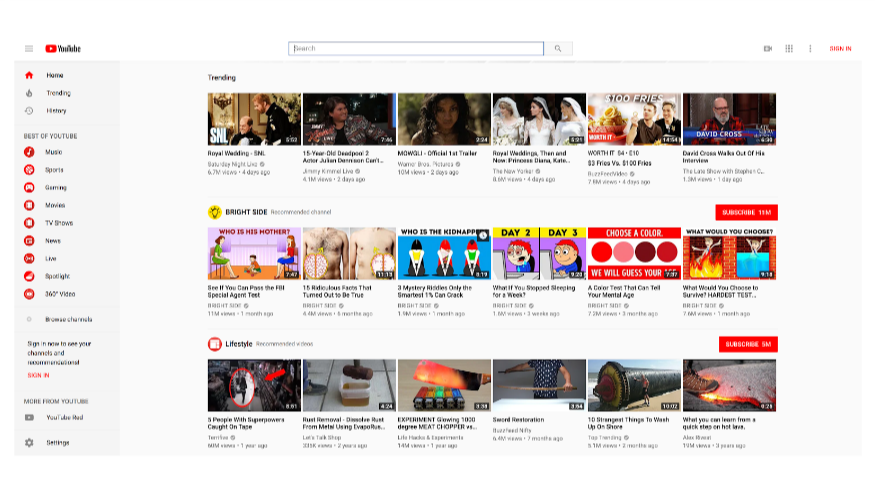 YouTube
Search
SIGN IN
Home
Trending
History
BEST OF YOUTUBE
Music
Sports
Gaming
Movies
TV Shows
News
Live
Spotlight
360° Video
Browse channels
Sign in now to see your
channels and
recommendations!
SIGN IN
MORE FROM YOUTUBE
YouTube Red
Settings
Trending
SNL
5:52
7:46
2:24
5:21
$100 FRIES
WORTH IT
14:54
DAVID CROSS
6:30
Royal Wedding - SNL
Saturday Night Live
6.7M views • 4 days ago
15-Year-Old Deadpool 2
Actor Julian Dennison Can't...
Jimmy Kimmel Live
4.1M views • 2 days ago
MOWGLI - Official 1st Trailer
Warner Bros. Pictures
10M views • 2 days ago
Royal Weddings, Then and
Now: Princess Diana, Kate...
The New Yorker
8.6M views • 4 days ago
WORTH IT S4 • E10
$3 Fries Vs. $100 Fries
BuzzFeedVideo
7.8M views • 4 days ago
David Cross Walks Out Of His
Interview
The Late Show with Stephen C...
1.3M views • 1 day ago
BRIGHT SIDE Recommended channel
SUBSCRIBE 11M
WHO IS HIS MOTHER?
7:47
11:13
WHO IS THE KIDNAPPE
8:19
DAY 2 DAY 3
9:20
CHOOSE A COLOR.
WE WILL GUESS YOUR
7:37
WHAT WOULD YOU CHOOSE?
9:18
See If You Can Pass the FBI
Special Agent Test
BRIGHT SIDE
11M views • 1 month ago
15 Ridiculous Facts That
Turned Out to Be True
BRIGHT SIDE
4.4M views • 6 months ago
3 Mystery Riddles Only the
Smartest 1% Can Crack
BRIGHT SIDE
1.9M views • 1 month ago
What If You Stopped Sleeping
for a Week?
BRIGHT SIDE
1.6M views • 3 weeks ago
A Color Test That Can Tell
Your Mental Age
BRIGHT SIDE
7.2M views • 3 months ago
What Would You Choose to
Survive? HARDEST TEST...
BRIGHT SIDE
7.6M views • 1 month ago
Lifestyle Recommended videos
SUBSCRIBE 5M
8:51
4:24
3:38
3:54
10:02
6:25
5 People With Superpowers
Caught On Tape
Terrifive
60M views • 1 year ago
Rust Removal - Dissolve Rust
From Metal Using EvapoRus...
Let's Talk Shop
335K views • 2 years ago
EXPERIMENT Glowing 1000
degree MEAT CHOPPER vs...
Life Hacks & Experiments
14M views • 1 year ago
Sword Restoration
Buzzfeed Nifty
6.4M views • 7 months ago
10 Strangest Things To Wash
Up On Shore
Top Trending
5.1M views • 2 months ago
What you can learn from a
quick step on hot lava.
Alex Rivest
19M views • 3 years ago